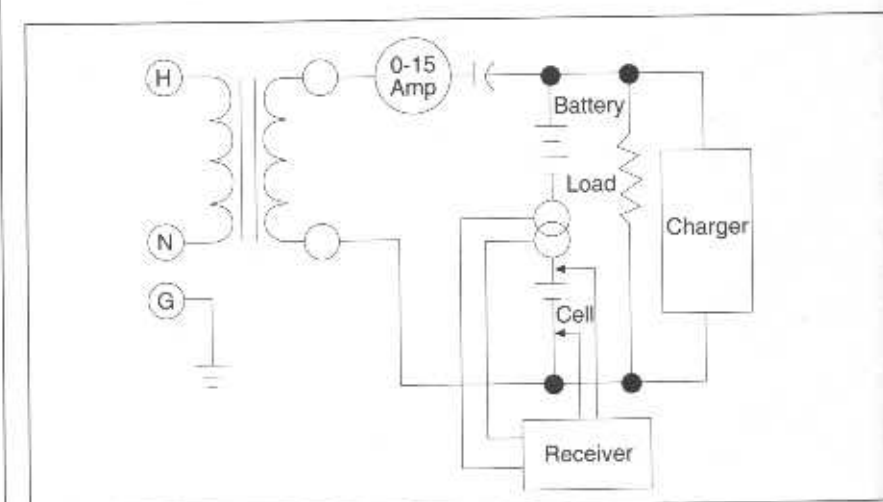 H
0-15
Amp
Battery
Load
Charger
N
G
Cell
Receiver